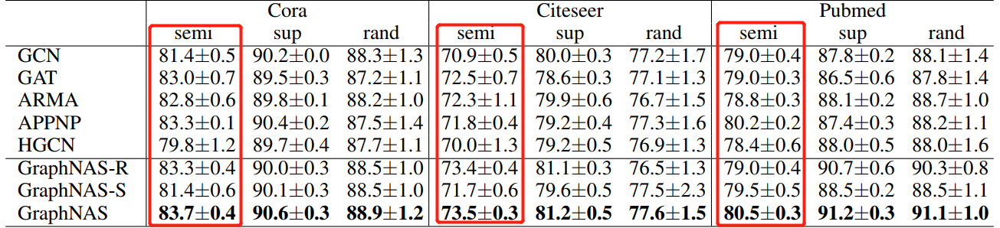 Cora Citeseer Pubmed
semi sup rand semi sup rand semi sup rand
GCN 81.4±0.5 90.2±0.0 88.3±1.3 70.9±0.5 80.0±0.3 77.2±1.7 79.0±0.4 87.8±0.2 88.1±1.4
GAT 83.0±0.7 89.5±0.3 87.2±1.1 72.5±0.7 78.6±0.3 77.1±1.3 79.0±0.3 86.5±0.6 87.8±1.4
ARMA 82.8±0.6 89.8±0.1 88.2±1.0 72.3±1.1 79.9±0.6 76.7±1.5 78.8±0.3 88.1±0.2 88.7±1.0
APPNP 83.3±0.1 90.4±0.2 87.5±1.4 71.8±0.4 79.2±0.4 77.3±1.6 80.2±0.2 87.4±0.3 88.2±1.1
HGCN 79.8±1.2 89.7±0.4 87.7±1.1 70.0±1.3 79.2±0.5 76.9±1.3 78.4±0.6 88.0±0.5 88.0±1.6
GraphNAS-R 83.3±0.4 90.0±0.3 88.5±1.0 73.4±0.4 81.1±0.3 76.5±1.3 79.0±0.4 90.7±0.6 90.3±0.8
GraphNAS-S 81.4±0.6 90.1±0.3 88.5±1.0 71.7±0.6 79.6±0.5 77.5±2.3 79.5±0.5 88.5±0.2 88.5±1.1
GraphNAS 83.7±0.4 90.6±0.3 88.9±1.2 73.5±0.3 81.2±0.5 77.6±1.5 80.5±0.3 91.2±0.3 91.1±1.0